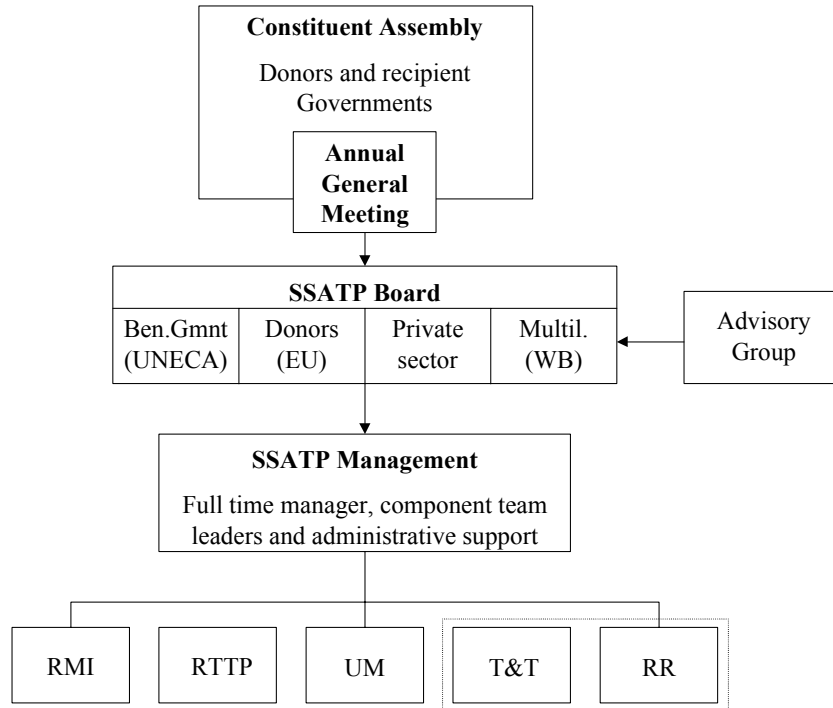 Constituent Assembly
Donors and recipient
Governments
Annual
General
Meeting
SSATP Board
Ben.Gmnt
(UNECA)
Donors
(EU)
Private
sector
Multil.
(WB)
Advisory
Group
SSATP Management
Full time manager, component team
leaders and administrative support
RMI
RTTP
UM
T&T
RR